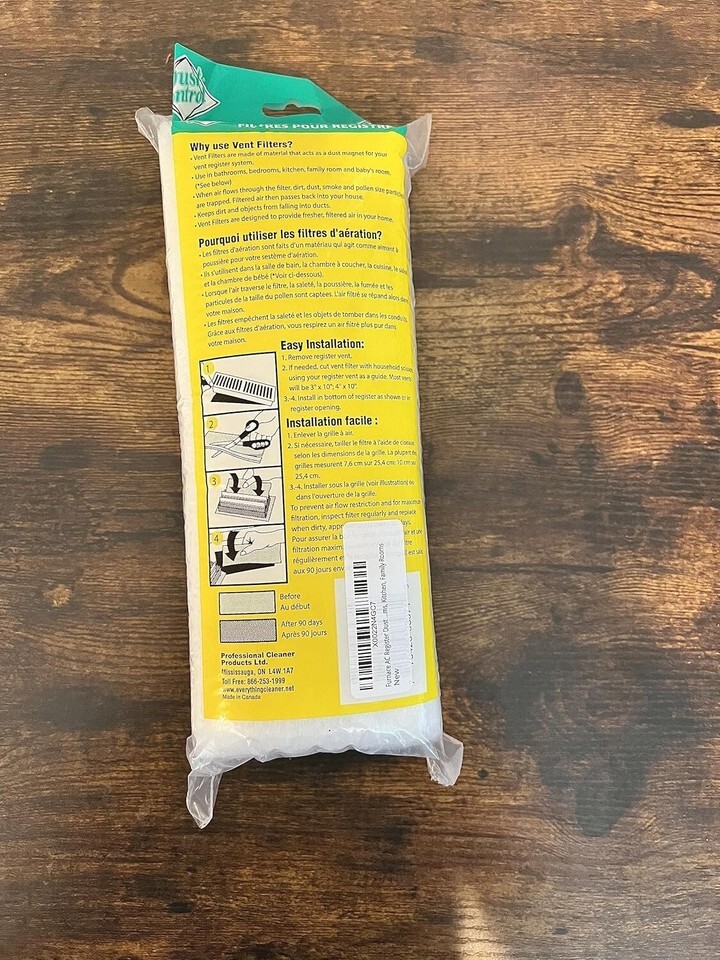 FILTRES POUR REGISTRE
Why use Vent Filters?
• Vent Filters are made of material that acts as a dust magnet for your
vent register system.
• Use in bathrooms, bedrooms, kitchen, family room and baby's room.
(*See below)
• When air flows through the filter, dirt, dust, smoke and pollen size
are trapped. Filtered air then passes back into your house.
• Keeps dirt and objects from falling into ducts.
• Vent Filters are designed to provide fresher, filtered air in your home.
Pourquoi utiliser les filtres d'aération?
• Les filtres d'aération sont faits d'un matériau qui agit comme aimant à
poussière pour votre sestème d'aération.
• Ils s'utilisent dans la salle de bain, la chambre à coucher, la cuisine, le
et la chambre de bébé (*Voir ci-dessous).
• Lorsque l'air traverse le filtre, la saleté, la poussière, la fumée et les
particules de la taille du pollen sont captées. L'air filtré se répand alors dans
votre maison.
• Les filtres empêchent la saleté et les objets de tomber dans les conduits.
Grâce aux filtres d'aération, vous respirez un air filtré plus pur dans
votre maison.
Easy Installation:
1. Remove register vent.
2. If needed, cut vent filter with household
using your register vent as a guide. Most vents
will be 3" x 10"; 4" x 10".
3.-4. Install in bottom of register as shown or in
register opening.
Installation facile :
1. Enlever la grille à air.
2. Si nécessaire, tailler le filtre à l'aide de ciseaux
selon les dimensions de la grille. La plupart des
grilles mesurent 7,6 cm sur 25,4 cm; 10 cm sur
25,4 cm.
3.-4. Installer sous la grille (voir illustration) ou
dans l'ouverture de la grille.
To prevent air flow restriction and for maximum
filtration, inspect filter regularly and replace
when dirty,
Pour assurer la
filtration
régulièrement
aux 90 jours
1
2
3
4
Before
Au début
After 90 days
Après 90 jours
Professional Cleaner
Products Ltd.
Mississauga, ON L4W 1A7
Toll Free: 866-253-1999
www.everythingcleaner.net
Made in Canada
X0022N4GC7
Furnace AC Register Dust ...ms, Kitchen, Family Rooms
New